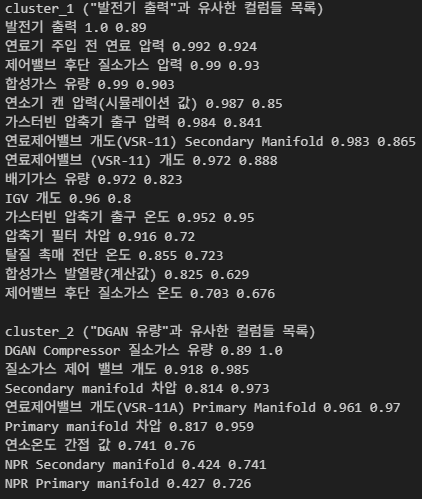 cluster_1 ("발전기 출력"과 유사한 컬럼들 목록)
발전기 출력 1.0 0.89
연료기 주입 전 연료 압력 0.992 0.924
제어밸브 후단 질소가스 압력 0.99 0.93
합성가스 유량 0.99 0.903
연소기 캔 압력(시뮬레이션 값) 0.987 0.85
가스터빈 압축기 출구 압력 0.984 0.841
연료제어밸브 개도(VSR-11) Secondary Manifold 0.983 0.865
연료제어밸브 (VSR-11) 개도 0.972 0.888
배기가스 유량 0.972 0.823
IGV 개도 0.96 0.8
가스터빈 압축기 출구 온도 0.952 0.95
압축기 필터 차압 0.916 0.72
탈질 촉매 전단 온도 0.855 0.723
합성가스 발열량(계산값) 0.825 0.629
제어밸브 후단 질소가스 온도 0.703 0.676

cluster_2 ("DGAN 유량"과 유사한 컬럼들 목록)
DGAN Compressor 질소가스 유량 0.89 1.0
질소가스 제어 밸브 개도 0.918 0.985
Secondary manifold 차압 0.814 0.973
연료제어밸브 개도(VSR-11A) Primary Manifold 0.961 0.97
Primary manifold 차압 0.817 0.959
연소온도 간접 값 0.741 0.76
NPR Secondary manifold 0.424 0.741
NPR Primary manifold 0.427 0.726